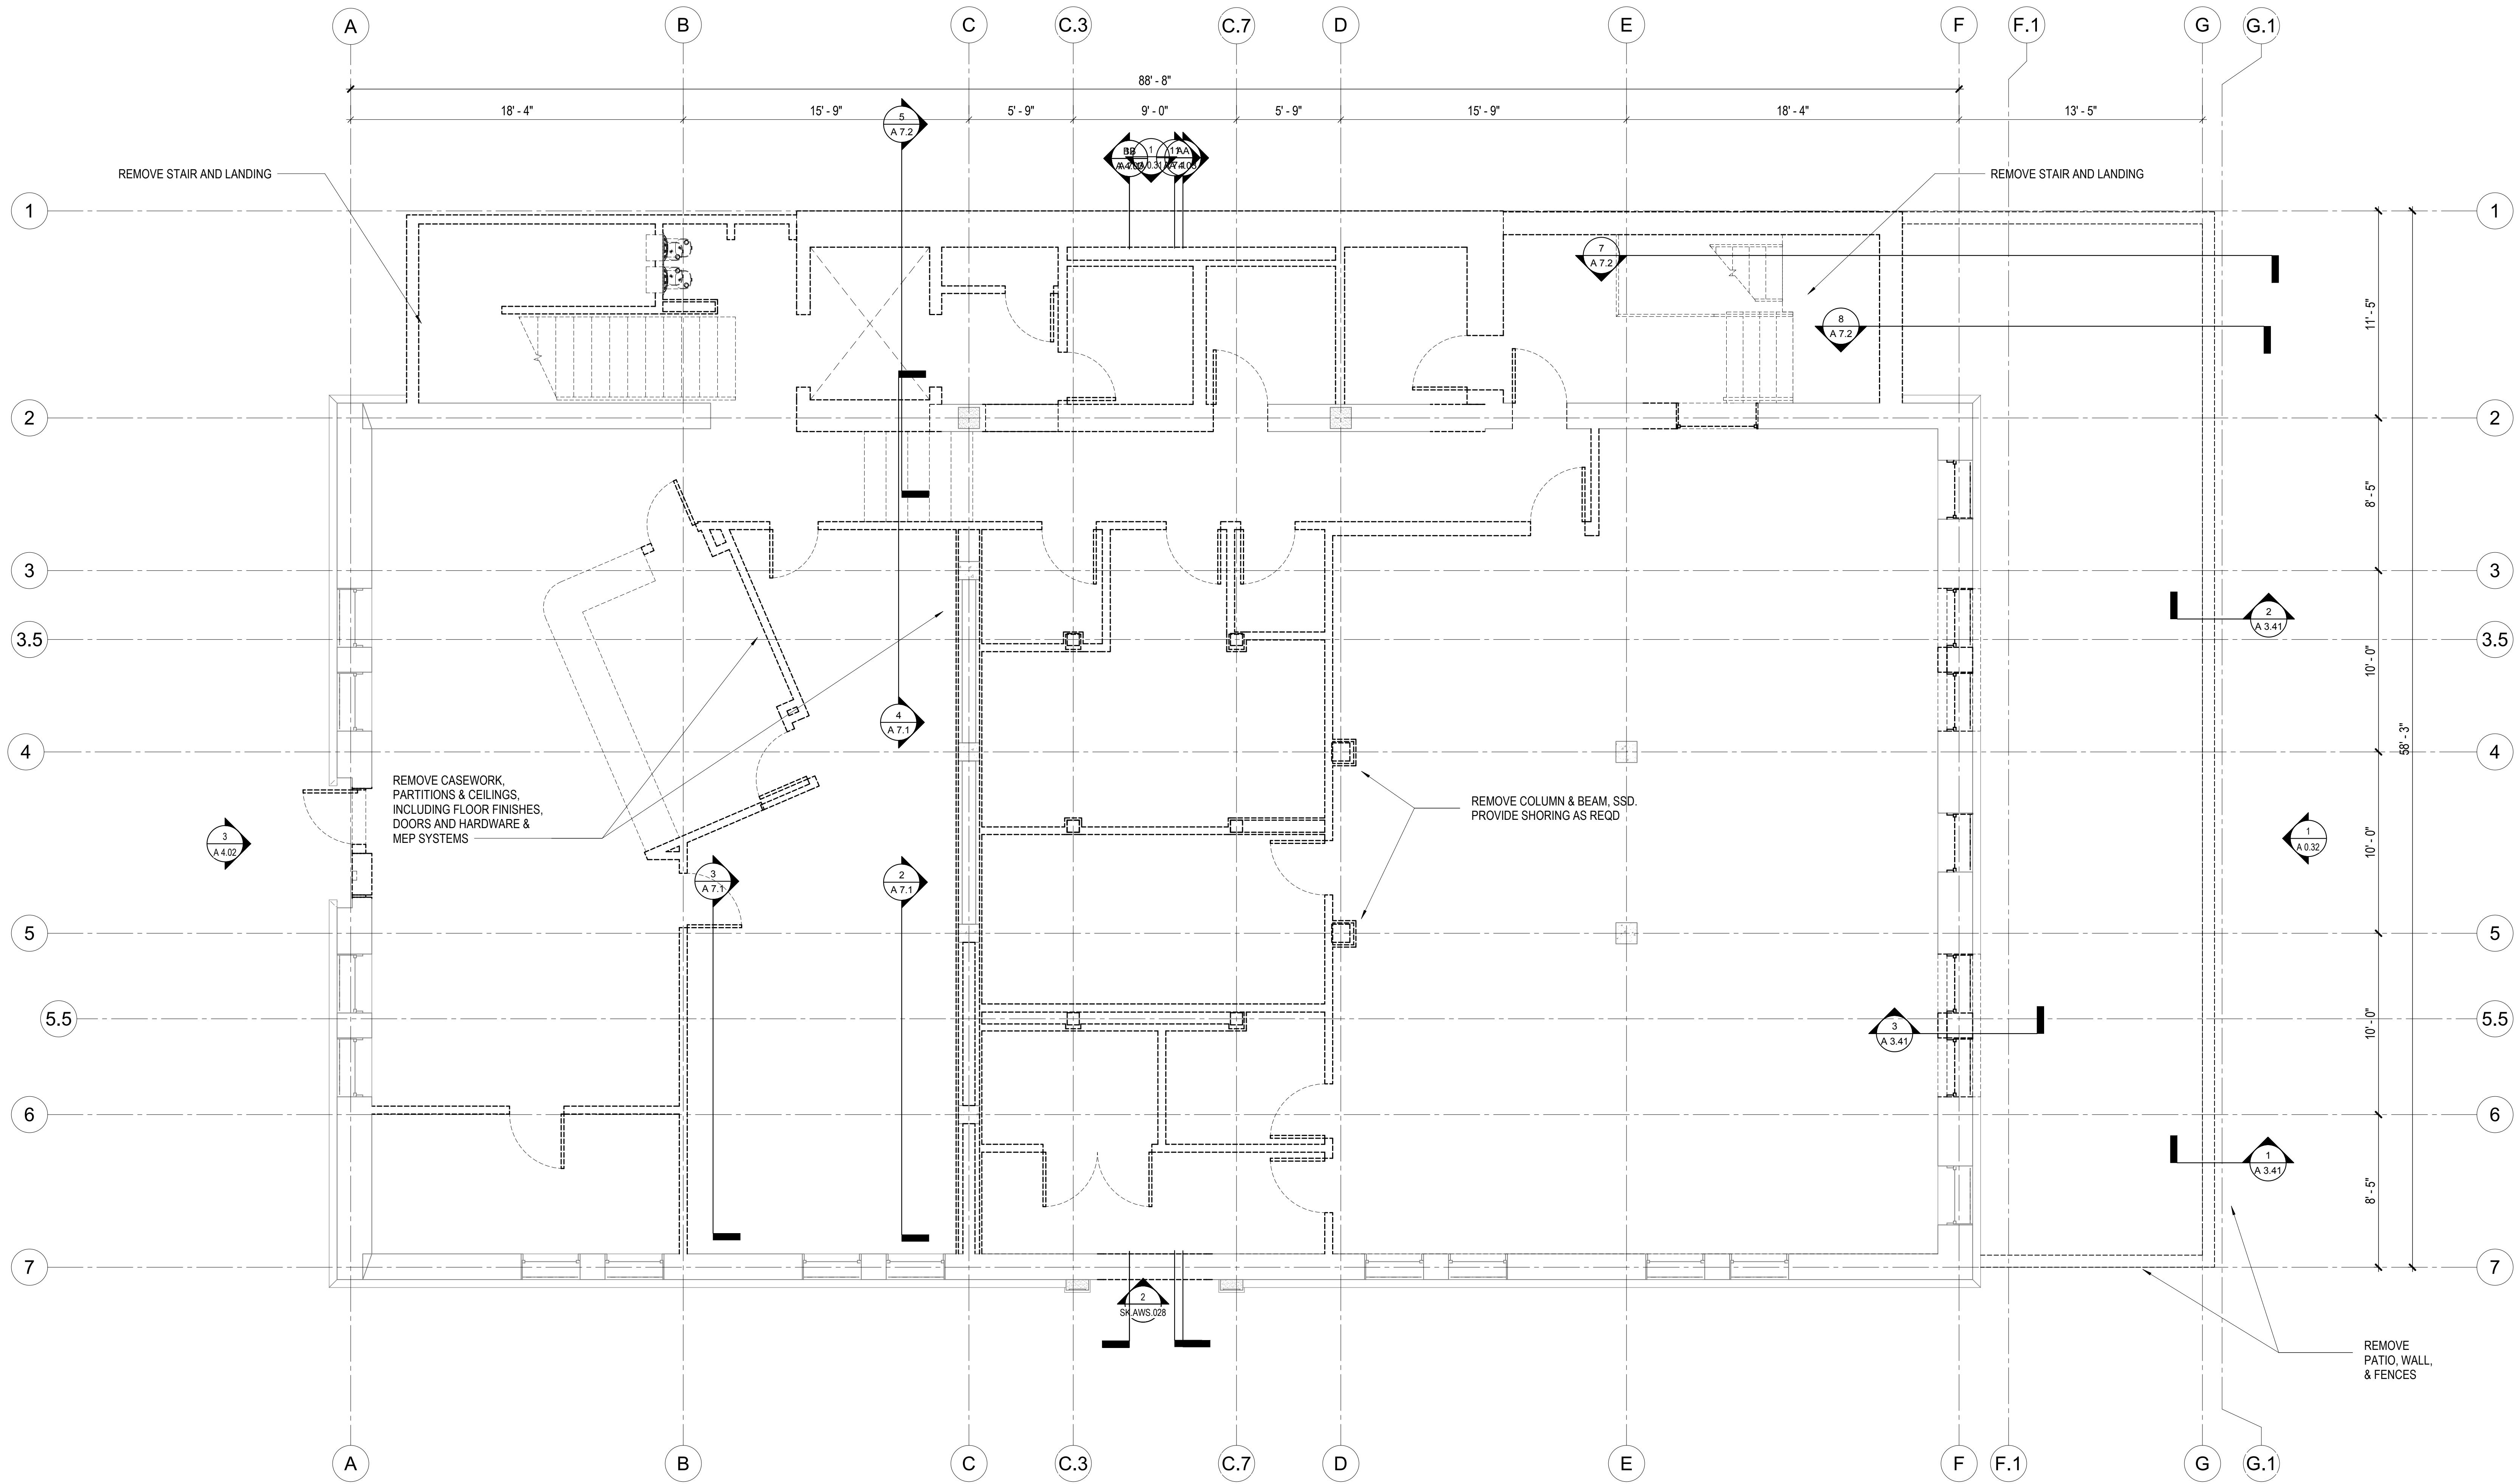 A B C C.3 C.7 D E F F.1 G G.1
88' - 8"
18' - 4" 15' - 9" 5' - 9" 9' - 0" 5' - 9" 15' - 9" 18' - 4" 13' - 5"
5
A 7.2
1
AA
REMOVE STAIR AND LANDING
REMOVE STAIR AND LANDING
1 1
7
A 7.2
11' - 5"
8
A 7.2
2 2
8' - 5"
3 3
2
A 3.41
3.5 3.5
10' - 0"
4
A 7.1
58' - 3"
4 4
REMOVE CASEWORK,
PARTITIONS & CEILINGS,
INCLUDING FLOOR FINISHES,
DOORS AND HARDWARE &
MEP SYSTEMS
REMOVE COLUMN & BEAM, SSD.
PROVIDE SHORING AS REQD
3
A 4.02
1
A 0.32
10' - 0"
3
A 7.1
2
A 7.1
5 5
5.5 5.5
10' - 0"
3
A 3.41
6 6
1
A 3.41
8' - 5"
7 7
2
SK.AWS.028
REMOVE
PATIO, WALL,
& FENCES
A B C C.3 C.7 D E F F.1 G G.1